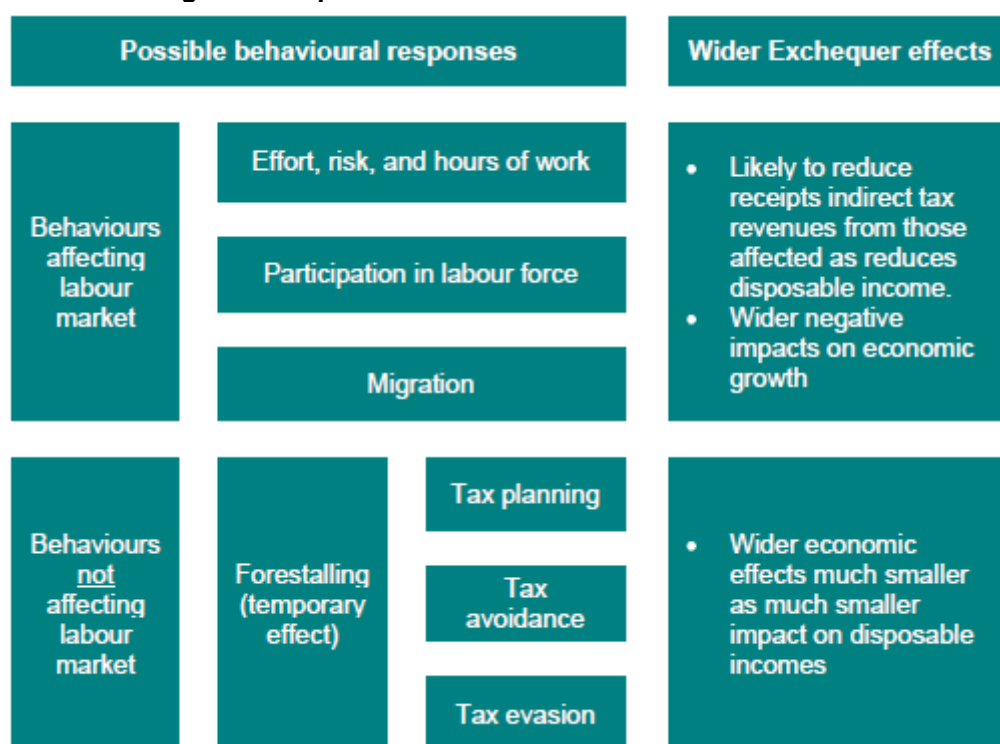 Possible behavioural responses
Wider Exchequer effects
Behaviours
affecting
labour
market
Effort, risk, and hours of work
Participation in labour force
Migration
• Likely to reduce
receipts indirect tax
revenues from those
affected as reduces
disposable income.
• Wider negative
impacts on economic
growth
Behaviours
not
affecting
labour
market
Forestalling
(temporary
effect)
Tax planning
Tax
avoidance
Tax evasion
• Wider economic
effects much smaller
as much smaller
impact on disposable
incomes